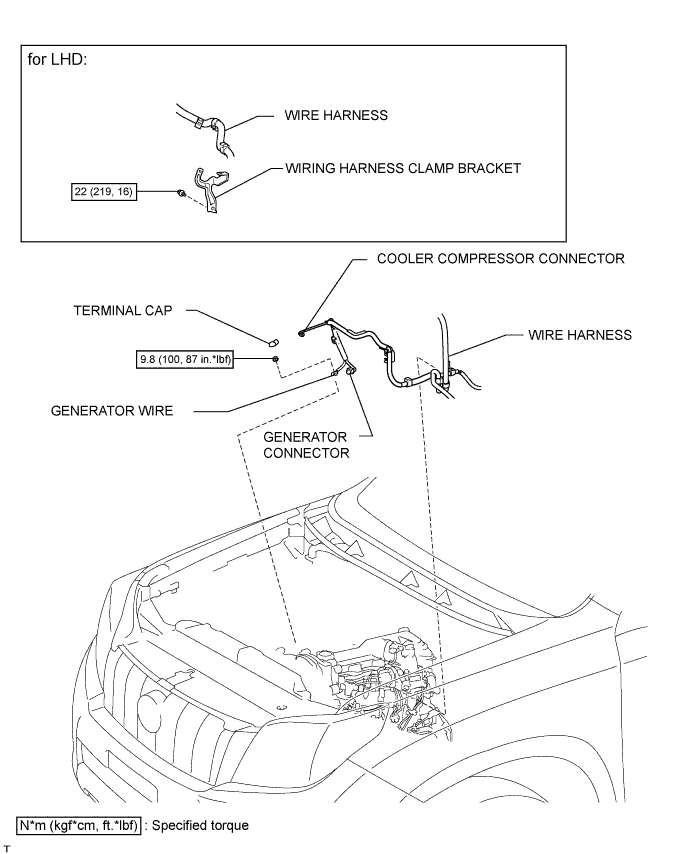 for LHD:
WIRE HARNESS
WIRING HARNESS CLAMP BRACKET
22 (219, 16)
COOLER COMPRESSOR CONNECTOR
TERMINAL CAP
WIRE HARNESS
9.8 (100, 87 in.*lbf)
GENERATOR WIRE
GENERATOR
CONNECTOR
N*m (kgf*cm, ft.*lbf) : Specified torque
T